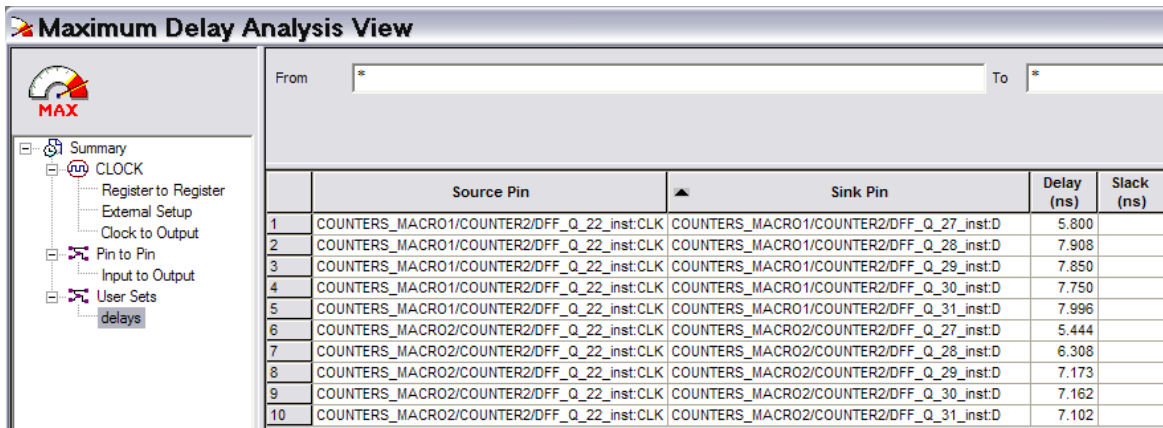 Maximum Delay Analysis View
MAX
From * To *
Summary
CLOCK
Register to Register
External Setup
Clock to Output
Pin to Pin
Input to Output
User Sets
delays
Source Pin Sink Pin Delay (ns) Slack (ns)
1 COUNTERS_MACRO1/COUNTER2/DFF_Q_22_inst:CLK COUNTERS_MACRO1/COUNTER2/DFF_Q_27_inst:D 5.800
2 COUNTERS_MACRO1/COUNTER2/DFF_Q_22_inst:CLK COUNTERS_MACRO1/COUNTER2/DFF_Q_28_inst:D 7.908
3 COUNTERS_MACRO1/COUNTER2/DFF_Q_22_inst:CLK COUNTERS_MACRO1/COUNTER2/DFF_Q_29_inst:D 7.850
4 COUNTERS_MACRO1/COUNTER2/DFF_Q_22_inst:CLK COUNTERS_MACRO1/COUNTER2/DFF_Q_30_inst:D 7.750
5 COUNTERS_MACRO1/COUNTER2/DFF_Q_22_inst:CLK COUNTERS_MACRO1/COUNTER2/DFF_Q_31_inst:D 7.996
6 COUNTERS_MACRO2/COUNTER2/DFF_Q_22_inst:CLK COUNTERS_MACRO2/COUNTER2/DFF_Q_27_inst:D 5.444
7 COUNTERS_MACRO2/COUNTER2/DFF_Q_22_inst:CLK COUNTERS_MACRO2/COUNTER2/DFF_Q_28_inst:D 6.308
8 COUNTERS_MACRO2/COUNTER2/DFF_Q_22_inst:CLK COUNTERS_MACRO2/COUNTER2/DFF_Q_29_inst:D 7.173
9 COUNTERS_MACRO2/COUNTER2/DFF_Q_22_inst:CLK COUNTERS_MACRO2/COUNTER2/DFF_Q_30_inst:D 7.162
10 COUNTERS_MACRO2/COUNTER2/DFF_Q_22_inst:CLK COUNTERS_MACRO2/COUNTER2/DFF_Q_31_inst:D 7.102